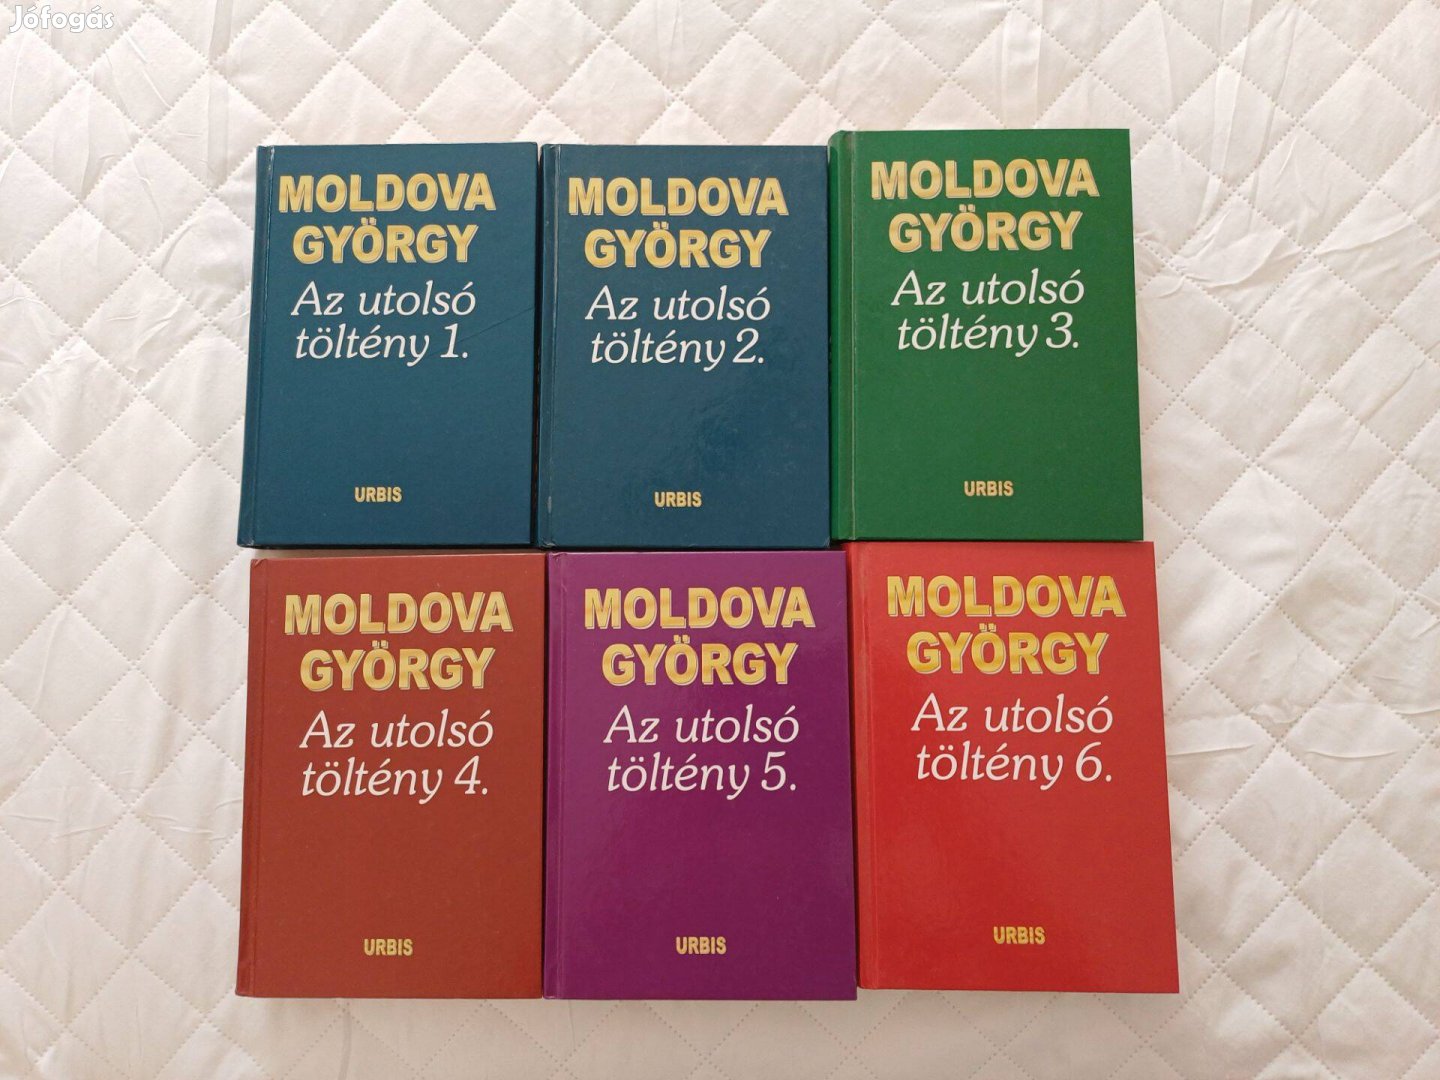 Jófogás
MOLDOVA
GYÖRGY
Az utolsó
töltény 1.
URBIS
MOLDOVA
GYÖRGY
Az utolsó
töltény 2.
URBIS
MOLDOVA
GYÖRGY
Az utolsó
töltény 3.
URBIS
MOLDOVA
GYÖRGY
Az utolsó
töltény 4.
URBIS
MOLDOVA
GYÖRGY
Az utolsó
töltény 5.
URBIS
MOLDOVA
GYÖRGY
Az utolsó
töltény 6.
URBIS